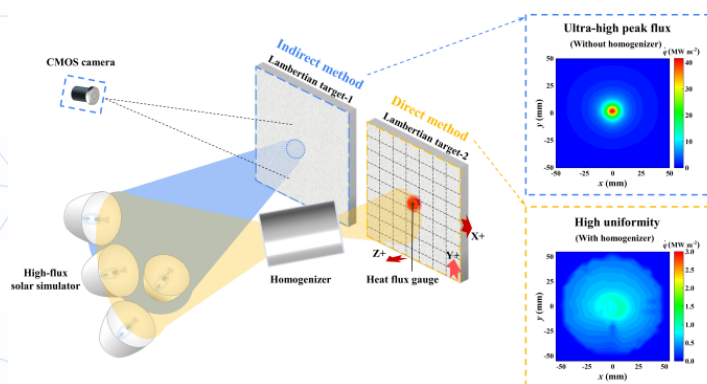 CMOS camera
Indirect method
Lambertian target-1
Direct method
Lambertian target-2
High-flux
solar simulator
Homogenizer
Heat flux gauge
X+
Y+
Z+
Ultra-high peak flux
(Without homogenizer)
q̇ (MW m⁻²)
50
25
0
-25
-50
y (mm)
-50 -25 0 25 50
x (mm)
40
30
20
10
0
High uniformity
(With homogenizer)
q̇ (MW m⁻²)
50
25
0
-25
-50
y (mm)
-50 -25 0 25 50
x (mm)
3.0
2.5
2.0
1.5
1.0
0.5
0.0